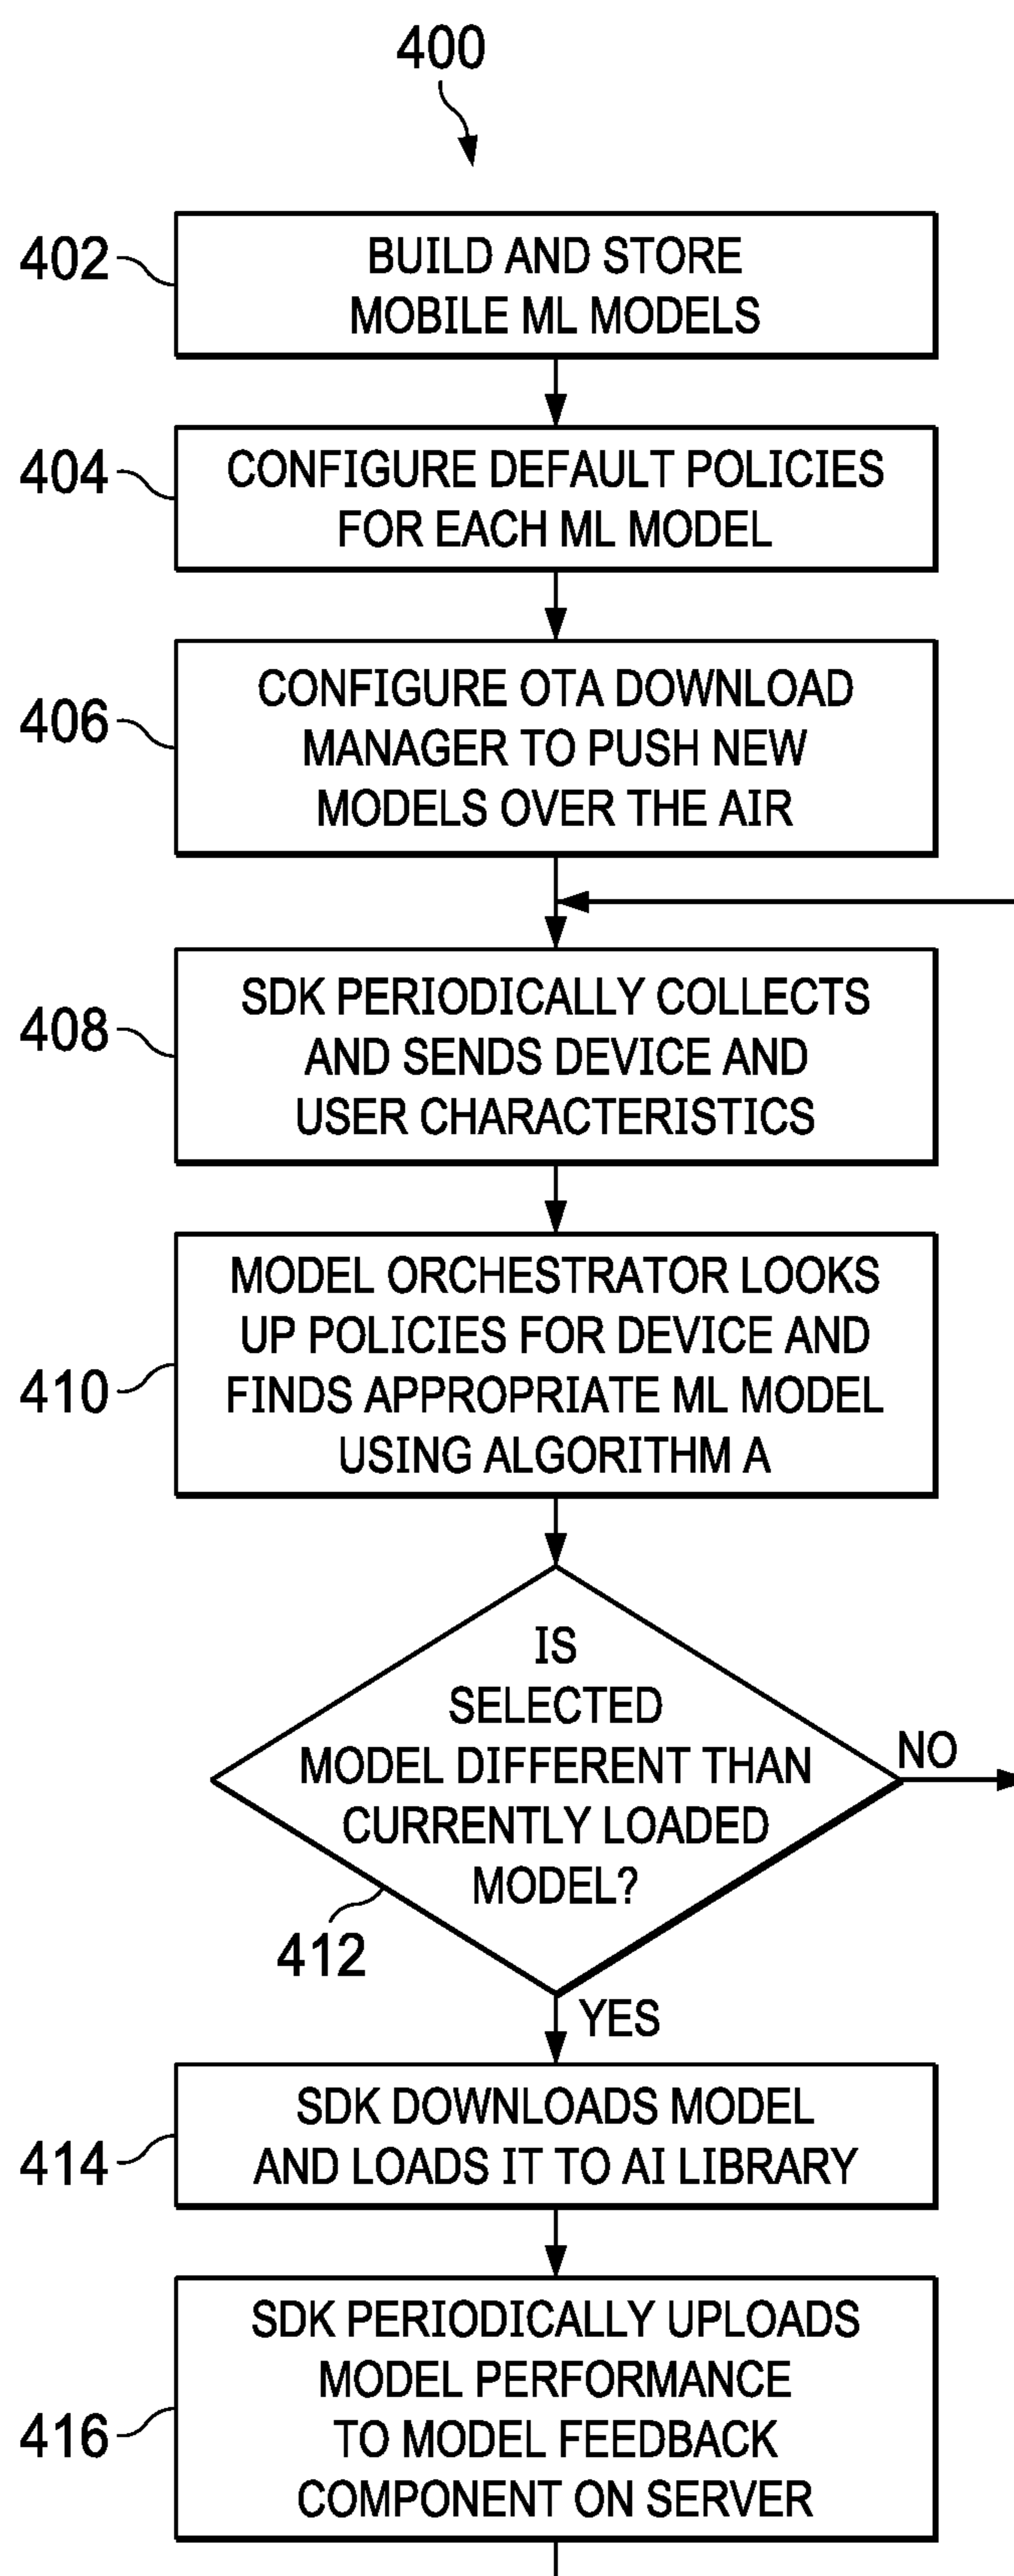 400
402
BUILD AND STORE
MOBILE ML MODELS
404
CONFIGURE DEFAULT POLICIES
FOR EACH ML MODEL
406
CONFIGURE OTA DOWNLOAD
MANAGER TO PUSH NEW
MODELS OVER THE AIR
408
SDK PERIODICALLY COLLECTS
AND SENDS DEVICE AND
USER CHARACTERISTICS
410
MODEL ORCHESTRATOR LOOKS
UP POLICIES FOR DEVICE AND
FINDS APPROPRIATE ML MODEL
USING ALGORITHM A
IS
SELECTED
MODEL DIFFERENT THAN
CURRENTLY LOADED
MODEL?
NO
412
YES
414
SDK DOWNLOADS MODEL
AND LOADS IT TO AI LIBRARY
416
SDK PERIODICALLY UPLOADS
MODEL PERFORMANCE
TO MODEL FEEDBACK
COMPONENT ON SERVER